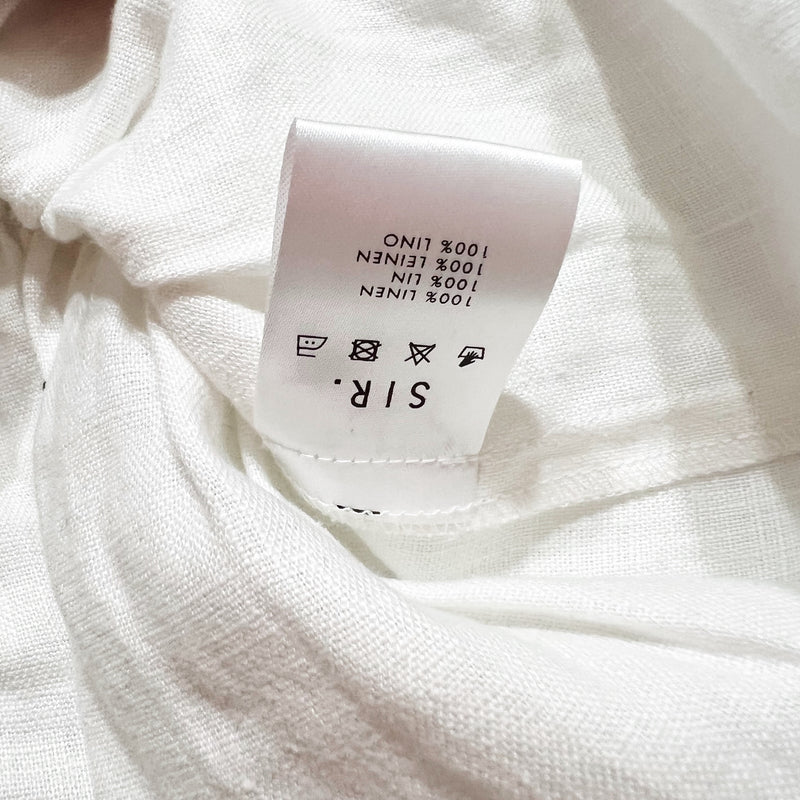 SIR.
100% LINEN
100% LIN
100% LEINEN
100% LINO